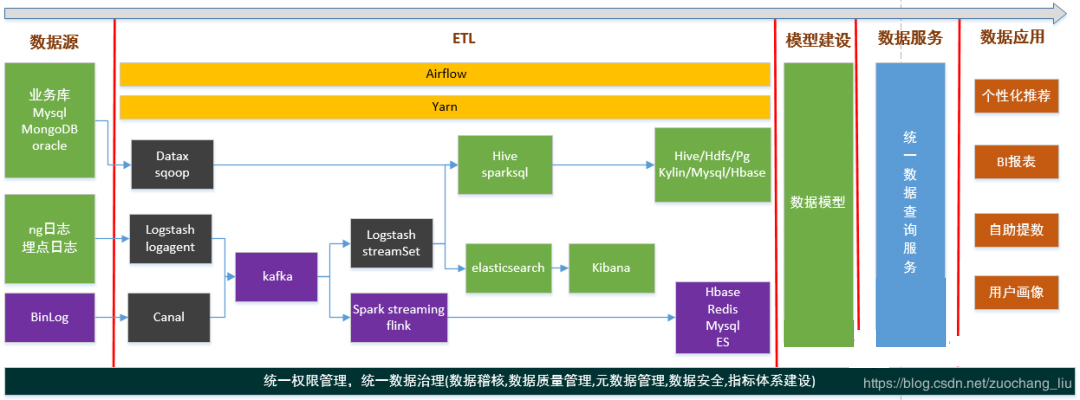 数据源
ETL
模型建设
数据服务
数据应用
Airflow
Yarn
业务库
Mysql
MongoDB
oracle
Datax
sqoop
Hive
sparksql
Hive/Hdfs/Pg
Kylin/Mysql/Hbase
ng日志
埋点日志
Logstash
logagent
kafka
Logstash
streamSet
elasticsearch
Kibana
BinLog
Canal
Spark streaming
flink
Hbase
Redis
Mysql
ES
数据模型
统
一
数
据
查
询
服
务
个性化推荐
BI报表
自助提数
用户画像
统一权限管理，统一数据治理(数据稽核,数据质量管理,元数据管理,数据安全,指标体系建设)
https://blog.csdn.net/zuochang_liu